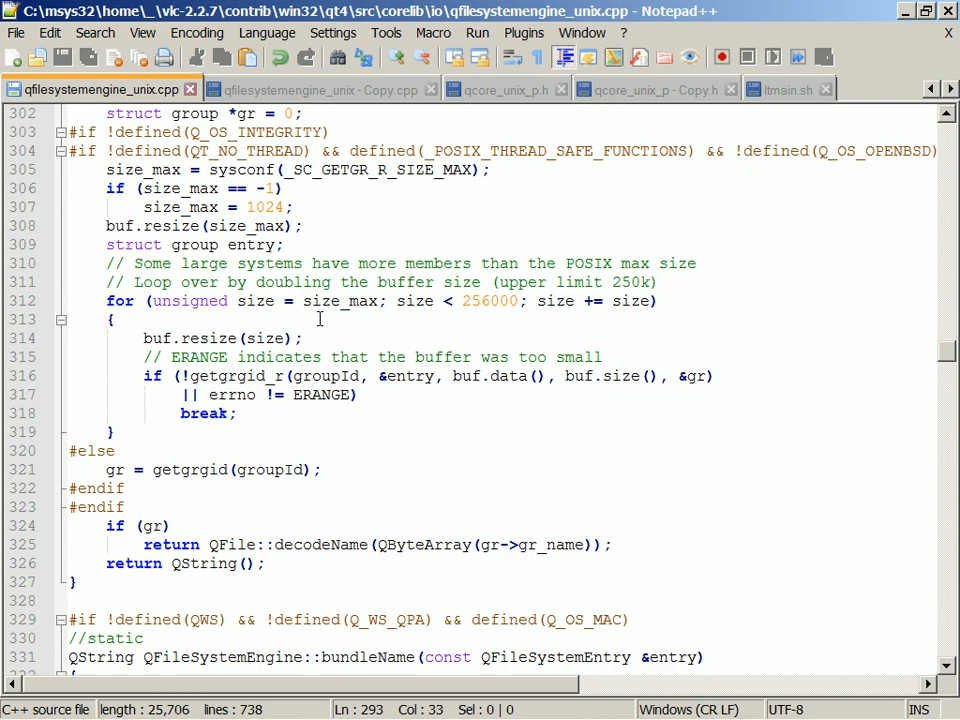 C:\msys32\home\_\vlc-2.2.7\contrib\win32\qt4\src\corelib\io\qfilesystemengine_unix.cpp - Notepad++
File Edit Search View Encoding Language Settings Tools Macro Run Plugins Window ? X
qfilesystemengine_unix.cpp qfilesystemengine_unix - Copy.cpp qcore_unix_p.h qcore_unix_p - Copy.h ltmain.sh
302 struct group *gr = 0;
303 #if !defined(Q_OS_INTEGRITY)
304 #if !defined(QT_NO_THREAD) && defined(_POSIX_THREAD_SAFE_FUNCTIONS) && !defined(Q_OS_OPENBSD)
305 size_max = sysconf(_SC_GETGR_R_SIZE_MAX);
306 if (size_max == -1)
307 size_max = 1024;
308 buf.resize(size_max);
309 struct group entry;
310 // Some large systems have more members than the POSIX max size
311 // Loop over by doubling the buffer size (upper limit 250k)
312 for (unsigned size = size_max; size < 256000; size += size)
313 {
314 buf.resize(size);
315 // ERANGE indicates that the buffer was too small
316 if (!getgrgid_r(groupId, &entry, buf.data(), buf.size(), &gr)
317 || errno != ERANGE)
318 break;
319 }
320 #else
321 gr = getgrgid(groupId);
322 #endif
323 #endif
324 if (gr)
325 return QFile::decodeName(QByteArray(gr->gr_name));
326 return QString();
327 }
328
329 #if !defined(QWS) && !defined(Q_WS_QPA) && defined(Q_OS_MAC)
330 //static
331 QString QFileSystemEngine::bundleName(const QFileSystemEntry &entry)
332 {
C++ source file length : 25,706 lines : 738 Ln : 293 Col : 33 Sel : 0 | 0 Windows (CR LF) UTF-8 INS